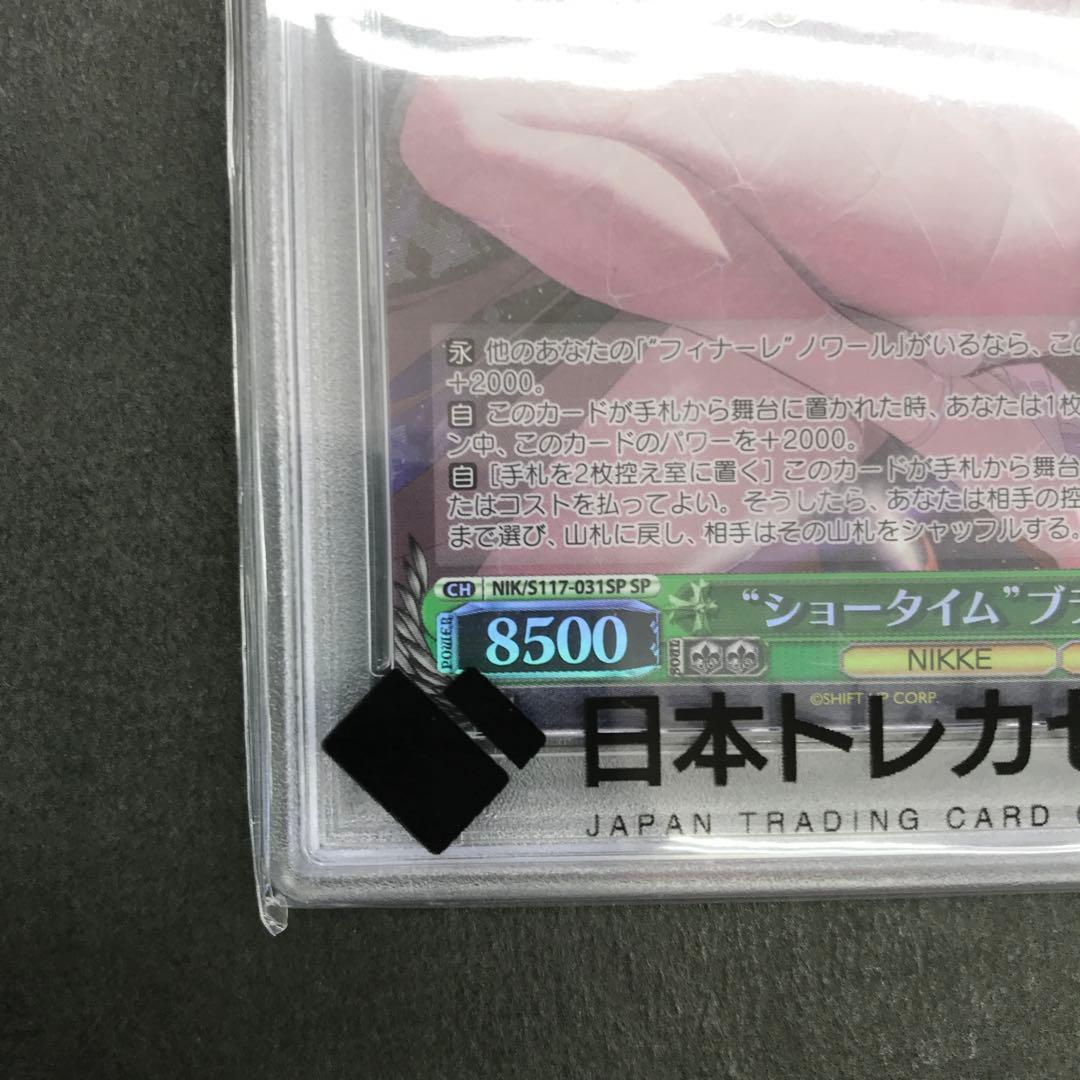 永 他のあなたの「“フィナーレ”ノワール」がいるなら、この
+2000。
自 このカードが手札から舞台に置かれた時、あなたは1枚
ン中、このカードのパワーを+2000。
自 [手札を2枚控え室に置く] このカードが手札から舞台
たはコストを払ってよい。そうしたら、あなたは相手の控
まで選び、山札に戻し、相手はその山札をシャッフルする。
CH NIK/S117-031SP SP
“ショータイム”ブラ
POWER 8500 SOUL
NIKKE
©SHIFT UP CORP.
日本トレカセ
JAPAN TRADING CARD